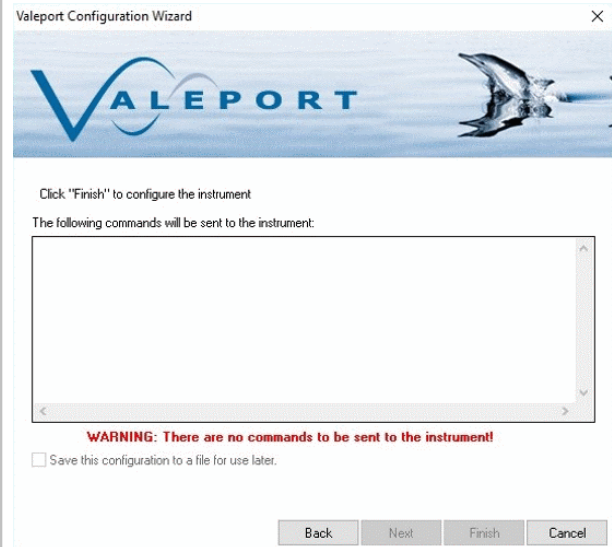 Valeport Configuration Wizard
VALEPORT
Click "Finish" to configure the instrument
The following commands will be sent to the instrument:
WARNING: There are no commands to be sent to the instrument!
Save this configuration to a file for use later.
Back Next Finish Cancel